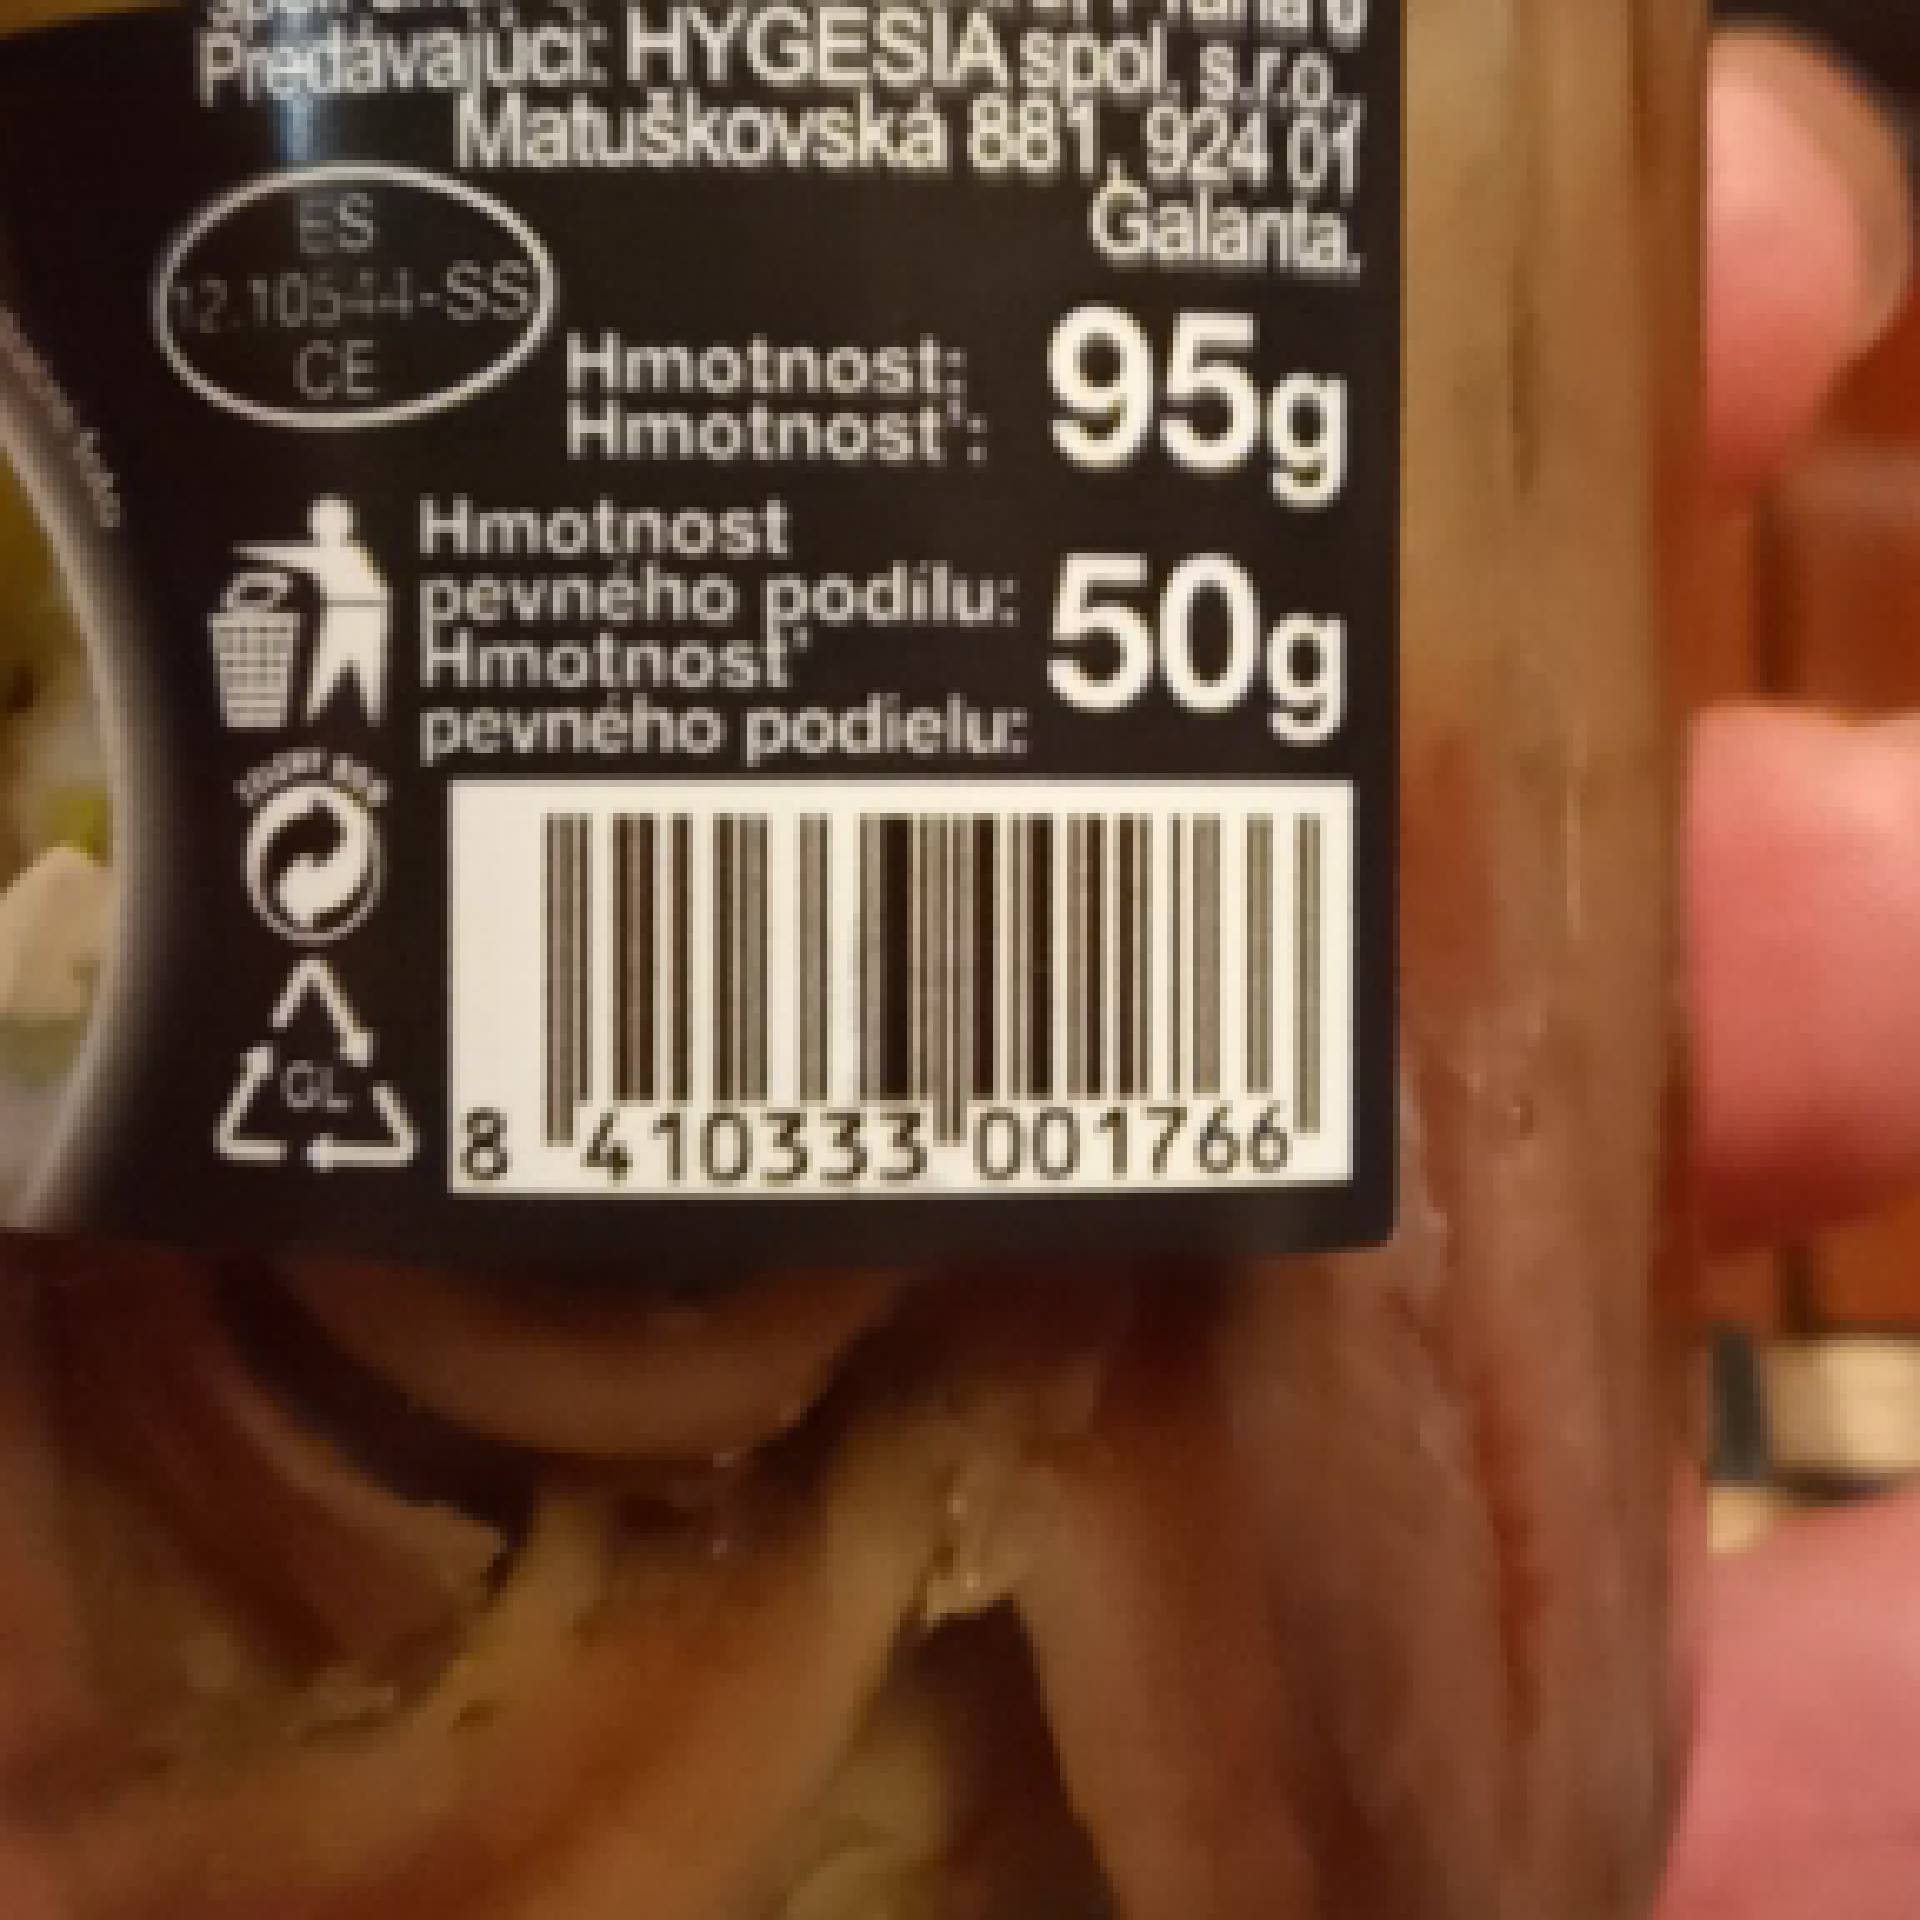 Predávajúci: HYGESIA spol. s.r.o.,
Matuškovská 881, 924 01
Galanta.
ES
12.10544-SS
CE
Hmotnost: 95g
Hmotnosť:
Hmotnost
pevného podílu: 50g
Hmotnosť
pevného podielu:
GL
8 410333 001766